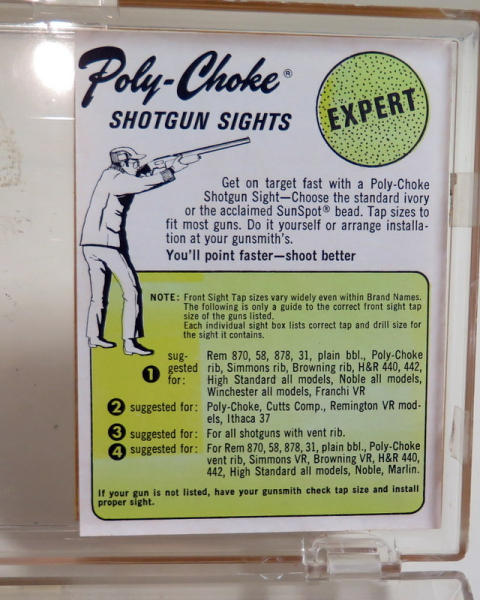 Poly-Choke®
SHOTGUN SIGHTS
EXPERT
Get on target fast with a Poly-Choke
Shotgun Sight—Choose the standard ivory
or the acclaimed SunSpot® bead. Tap sizes to
fit most guns. Do it yourself or arrange installa-
tion at your gunsmith's.
You'll point faster—shoot better
NOTE: Front Sight Tap sizes vary widely even within Brand Names.
The following is only a guide to the correct front sight tap
size of the guns listed.
Each individual sight box lists correct tap and drill size for
the sight it contains.
1 sug-
gested
for:
Rem 870, 58, 878, 31, plain bbl., Poly-Choke
rib, Simmons rib, Browning rib, H&R 440, 442,
High Standard all models, Noble all models,
Winchester all models, Franchi VR
2 suggested for: Poly-Choke, Cutts Comp., Remington VR mod-
els, Ithaca 37
3 suggested for: For all shotguns with vent rib.
4 suggested for: For Rem 870, 58, 878, 31, plain bbl., Poly-Choke
vent rib, Simmons VR, Browning VR, H&R 440,
442, High Standard all models, Noble, Marlin.
If your gun is not listed, have your gunsmith check tap size and install
proper sight.